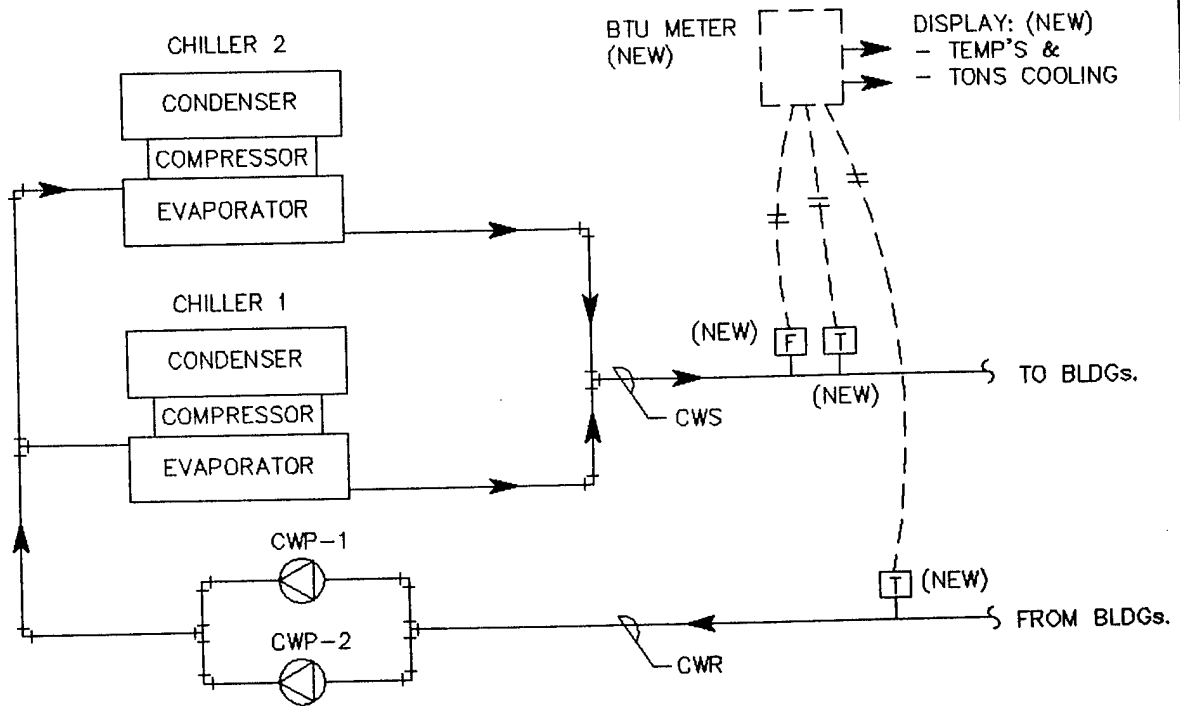 CHILLER 2
CONDENSER
COMPRESSOR
EVAPORATOR
BTU METER
(NEW)
DISPLAY: (NEW)
- TEMP'S &
- TONS COOLING
CHILLER 1
CONDENSER
COMPRESSOR
EVAPORATOR
(NEW)
F
T
(NEW)
TO BLDGs.
CWS
CWP-1
CWP-2
T
(NEW)
FROM BLDGs.
CWR